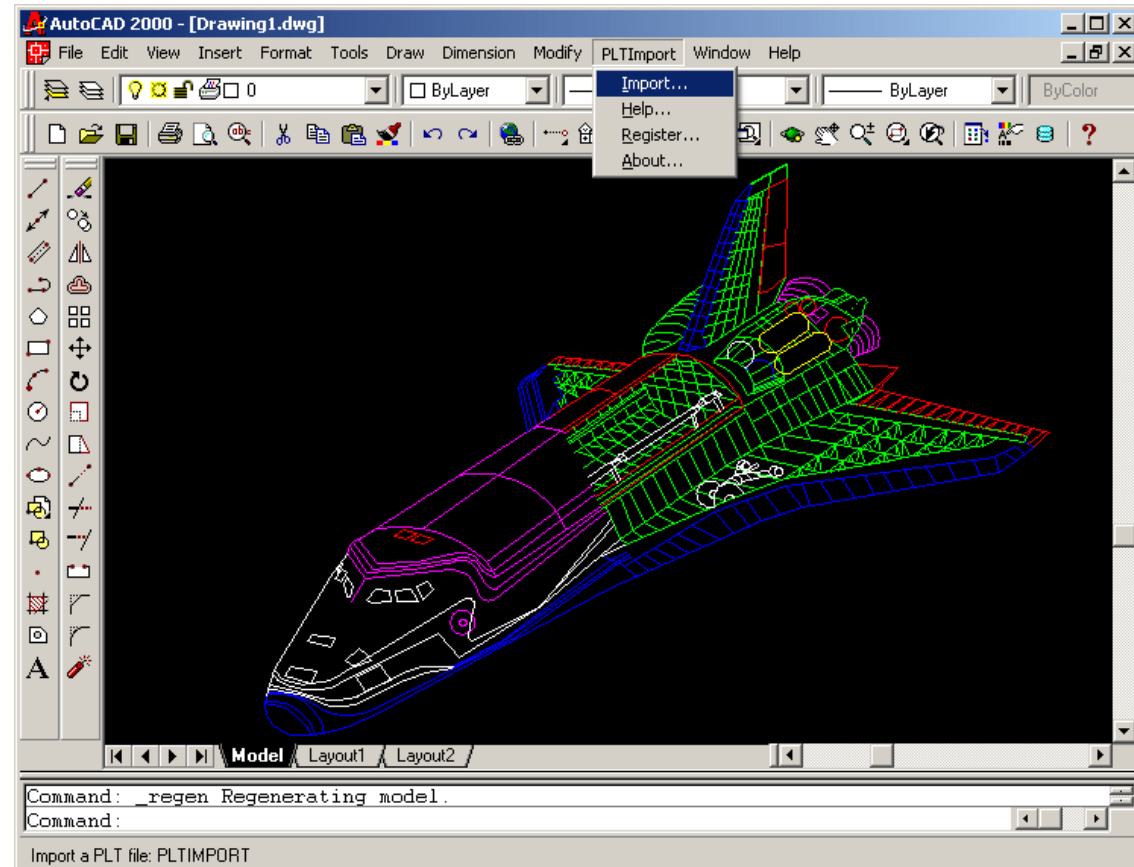 AutoCAD 2000 - [Drawing1.dwg]
File Edit View Insert Format Tools Draw Dimension Modify PLTImport Window Help
0 ByLayer ByLayer ByColor
Import...
Help...
Register...
About...
A
Model Layout1 Layout2
Command: _regen Regenerating model.
Command:
Import a PLT file: PLTIMPORT